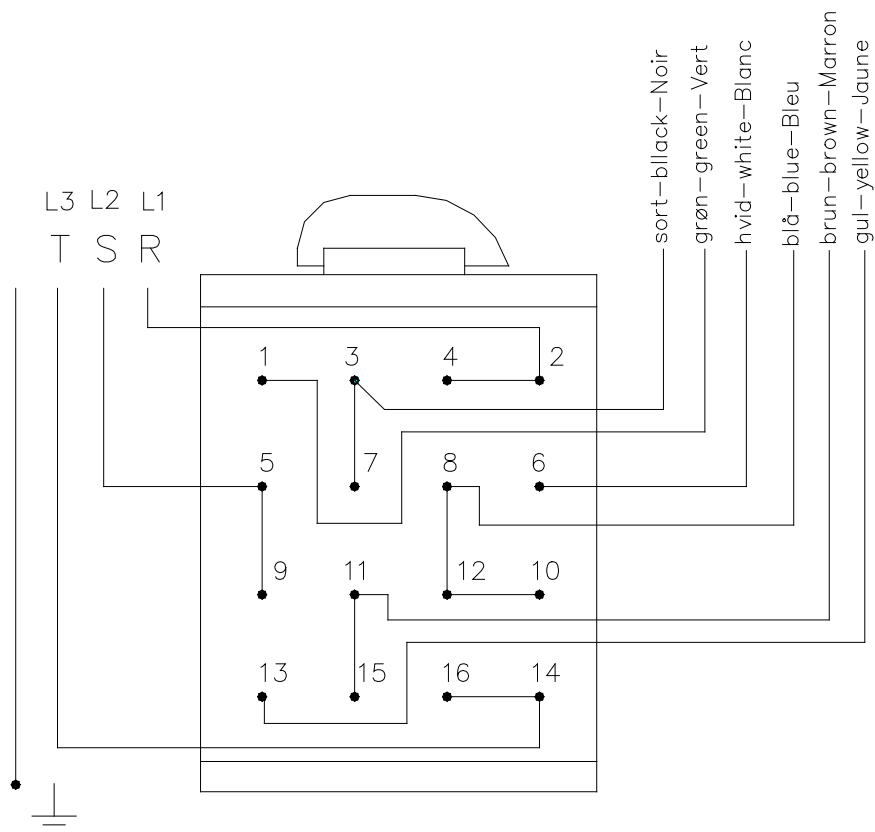 sort-bllack-Noir
grøn-green-Vert
hvid-white-Blanc
blå-blue-Bleu
brun-brown-Marron
gul-yellow-Jaune
L3 L2 L1
T S R
1 3 4 2
5 7 8 6
9 11 12 10
13 15 16 14